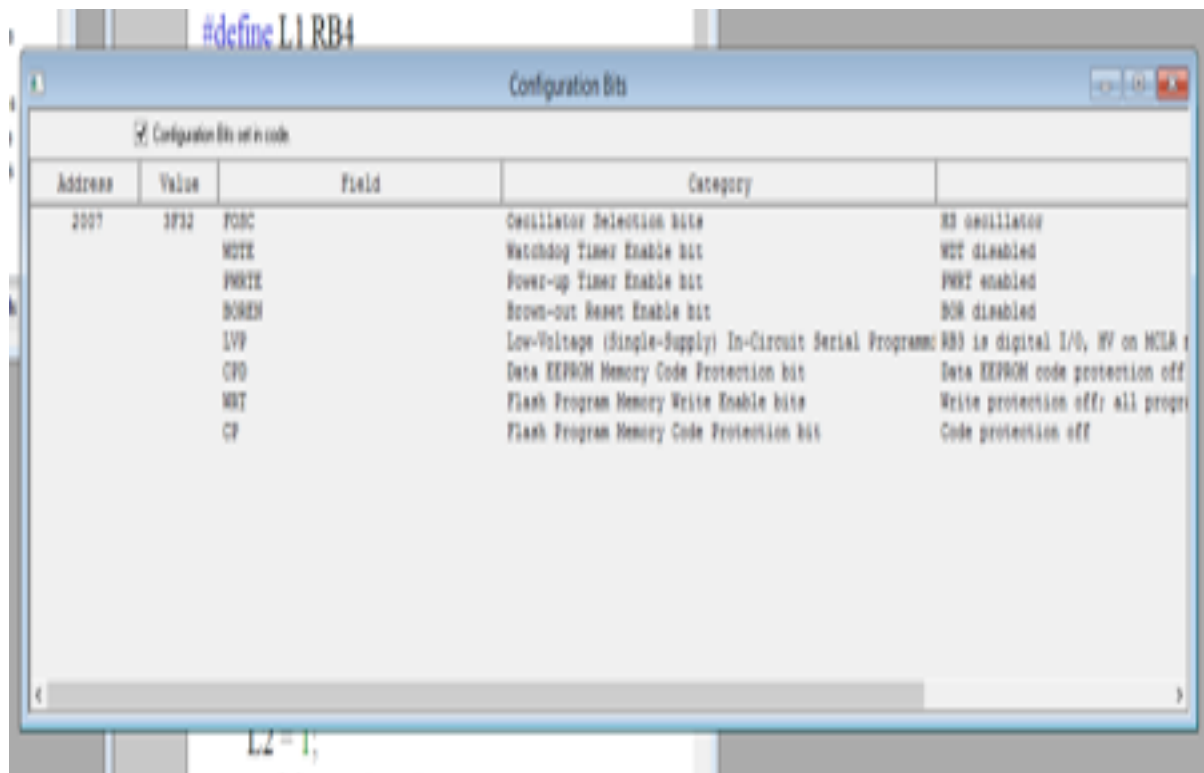 #define L1 RB4
Configuration Bits
Configuration Bits set in code.
Address Value Field Category
2007 3F32 FOSC Oscillator Selection bits HS oscillator
WDTE Watchdog Timer Enable bit WDT disabled
PWRTE Power-up Timer Enable bit PWRT enabled
BOREN Brown-out Reset Enable bit BOR disabled
LVP Low-Voltage (Single-Supply) In-Circuit Serial Programmi RB3 is digital I/O, HV on MCLR
CPD Data EEPROM Memory Code Protection bit Data EEPROM code protection off
WRT Flash Program Memory Write Enable bits Write protection off; all progr
CP Flash Program Memory Code Protection bit Code protection off
L2 = 1;